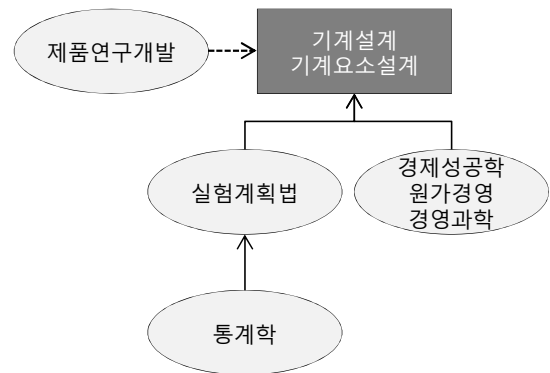 제품연구개발
기계설계
기계요소설계
실험계획법
경제성공학
원가경영
경영과학
통계학